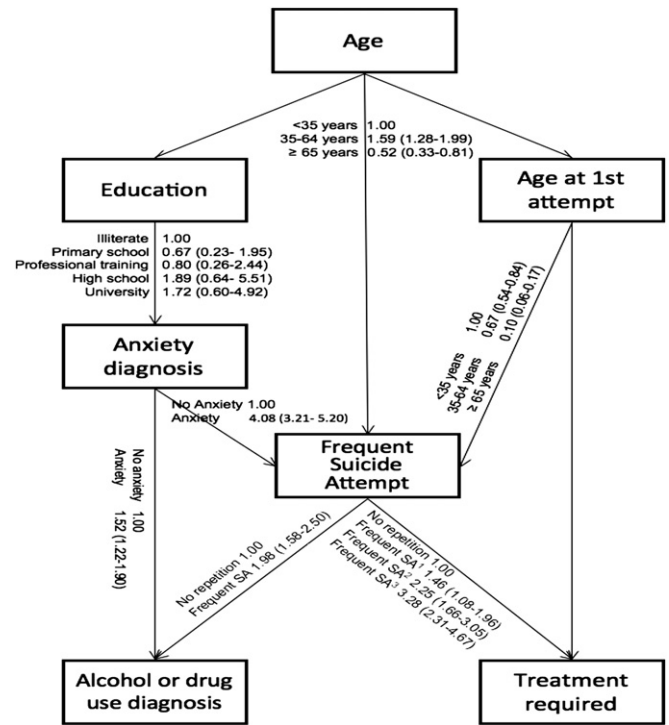 Age
<35 years 1.00
35-64 years 1.59 (1.28-1.99)
≥ 65 years 0.52 (0.33-0.81)
Education
Age at 1st
attempt
Illiterate 1.00
Primary school 0.67 (0.23- 1.95)
Professional training 0.80 (0.26-2.44)
High school 1.89 (0.64- 5.51)
University 1.72 (0.60-4.92)
<35 years 1.00
35-64 years 0.67 (0.54-0.84)
≥ 65 years 0.10 (0.06-0.17)
Anxiety
diagnosis
No Anxiety 1.00
Anxiety 4.08 (3.21- 5.20)
Frequent
Suicide
Attempt
No anxiety 1.00
Anxiety 1.52 (1.22-1.90)
No repetition 1.00
Frequent SA 1.98 (1.58-2.50)
No repetition 1.00
Frequent SA¹ 1.46 (1.08-1.96)
Frequent SA² 2.25 (1.66-3.05)
Frequent SA³ 3.28 (2.31-4.67)
Alcohol or drug
use diagnosis
Treatment
required